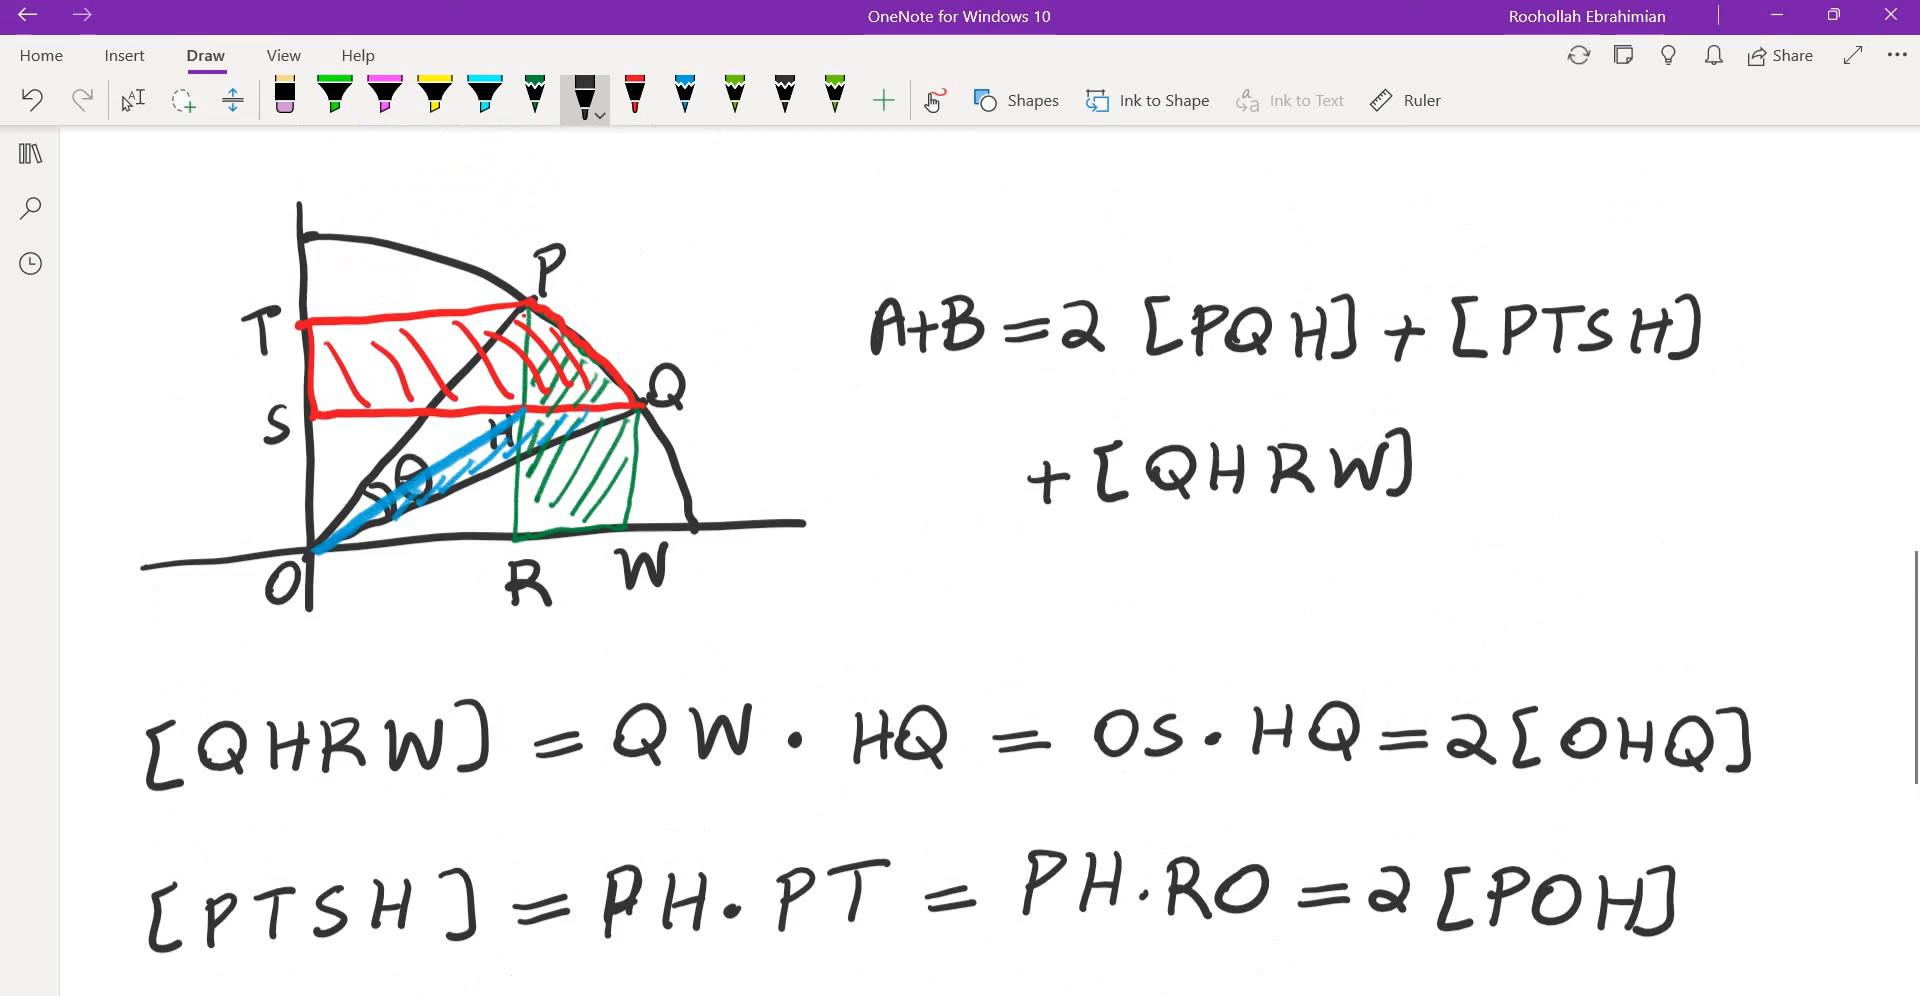 OneNote for Windows 10
Roohollah Ebrahimian
Home Insert Draw View Help
Share
Shapes Ink to Shape Ink to Text Ruler
P
T
Q
S
H
θ
O
R
W
A+B = 2 [PQH] + [PTSH]
+ [QHRW]
[QHRW] = QW · HQ = OS · HQ = 2[OHQ]
[PTSH] = PH · PT = PH · RO = 2[POH]